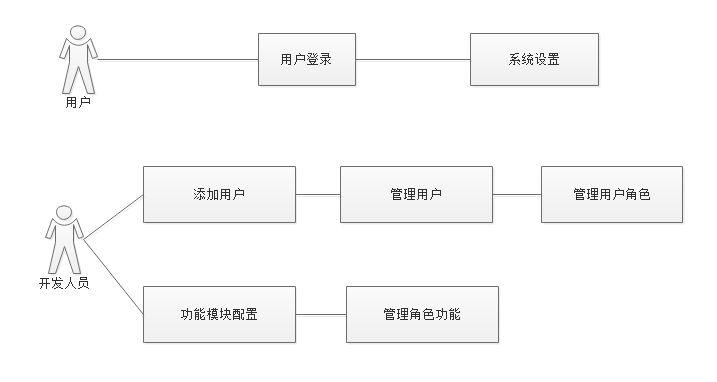 用户登录
系统设置
用户
添加用户
管理用户
管理用户角色
开发人员
功能模块配置
管理角色功能